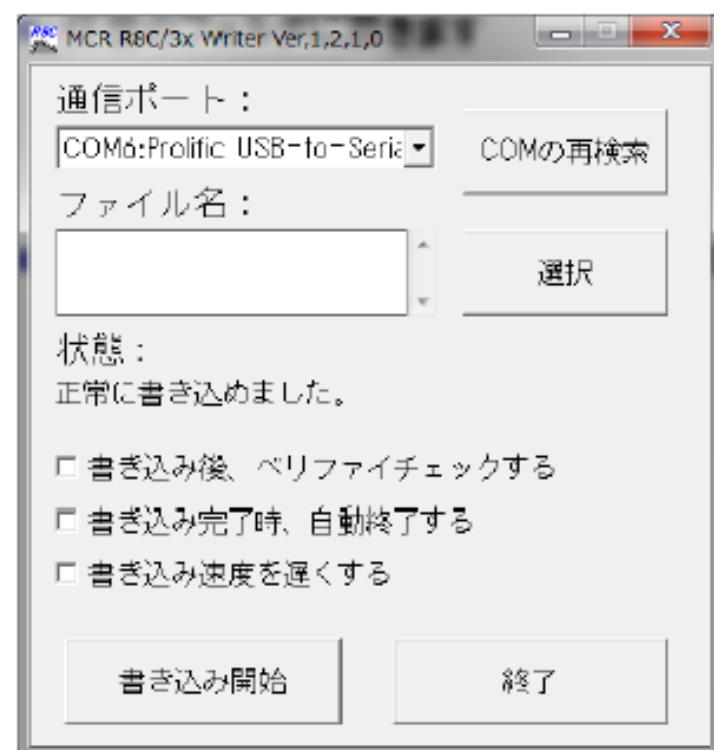 MCR R8C/3x Writer Ver,1,2,1,0
通信ポート：
COM6:Prolific USB-to-Seria
COMの再検索
ファイル名：
選択
状態：
正常に書き込めました。
書き込み後、ベリファイチェックする
書き込み完了時、自動終了する
書き込み速度を遅くする
書き込み開始
終了